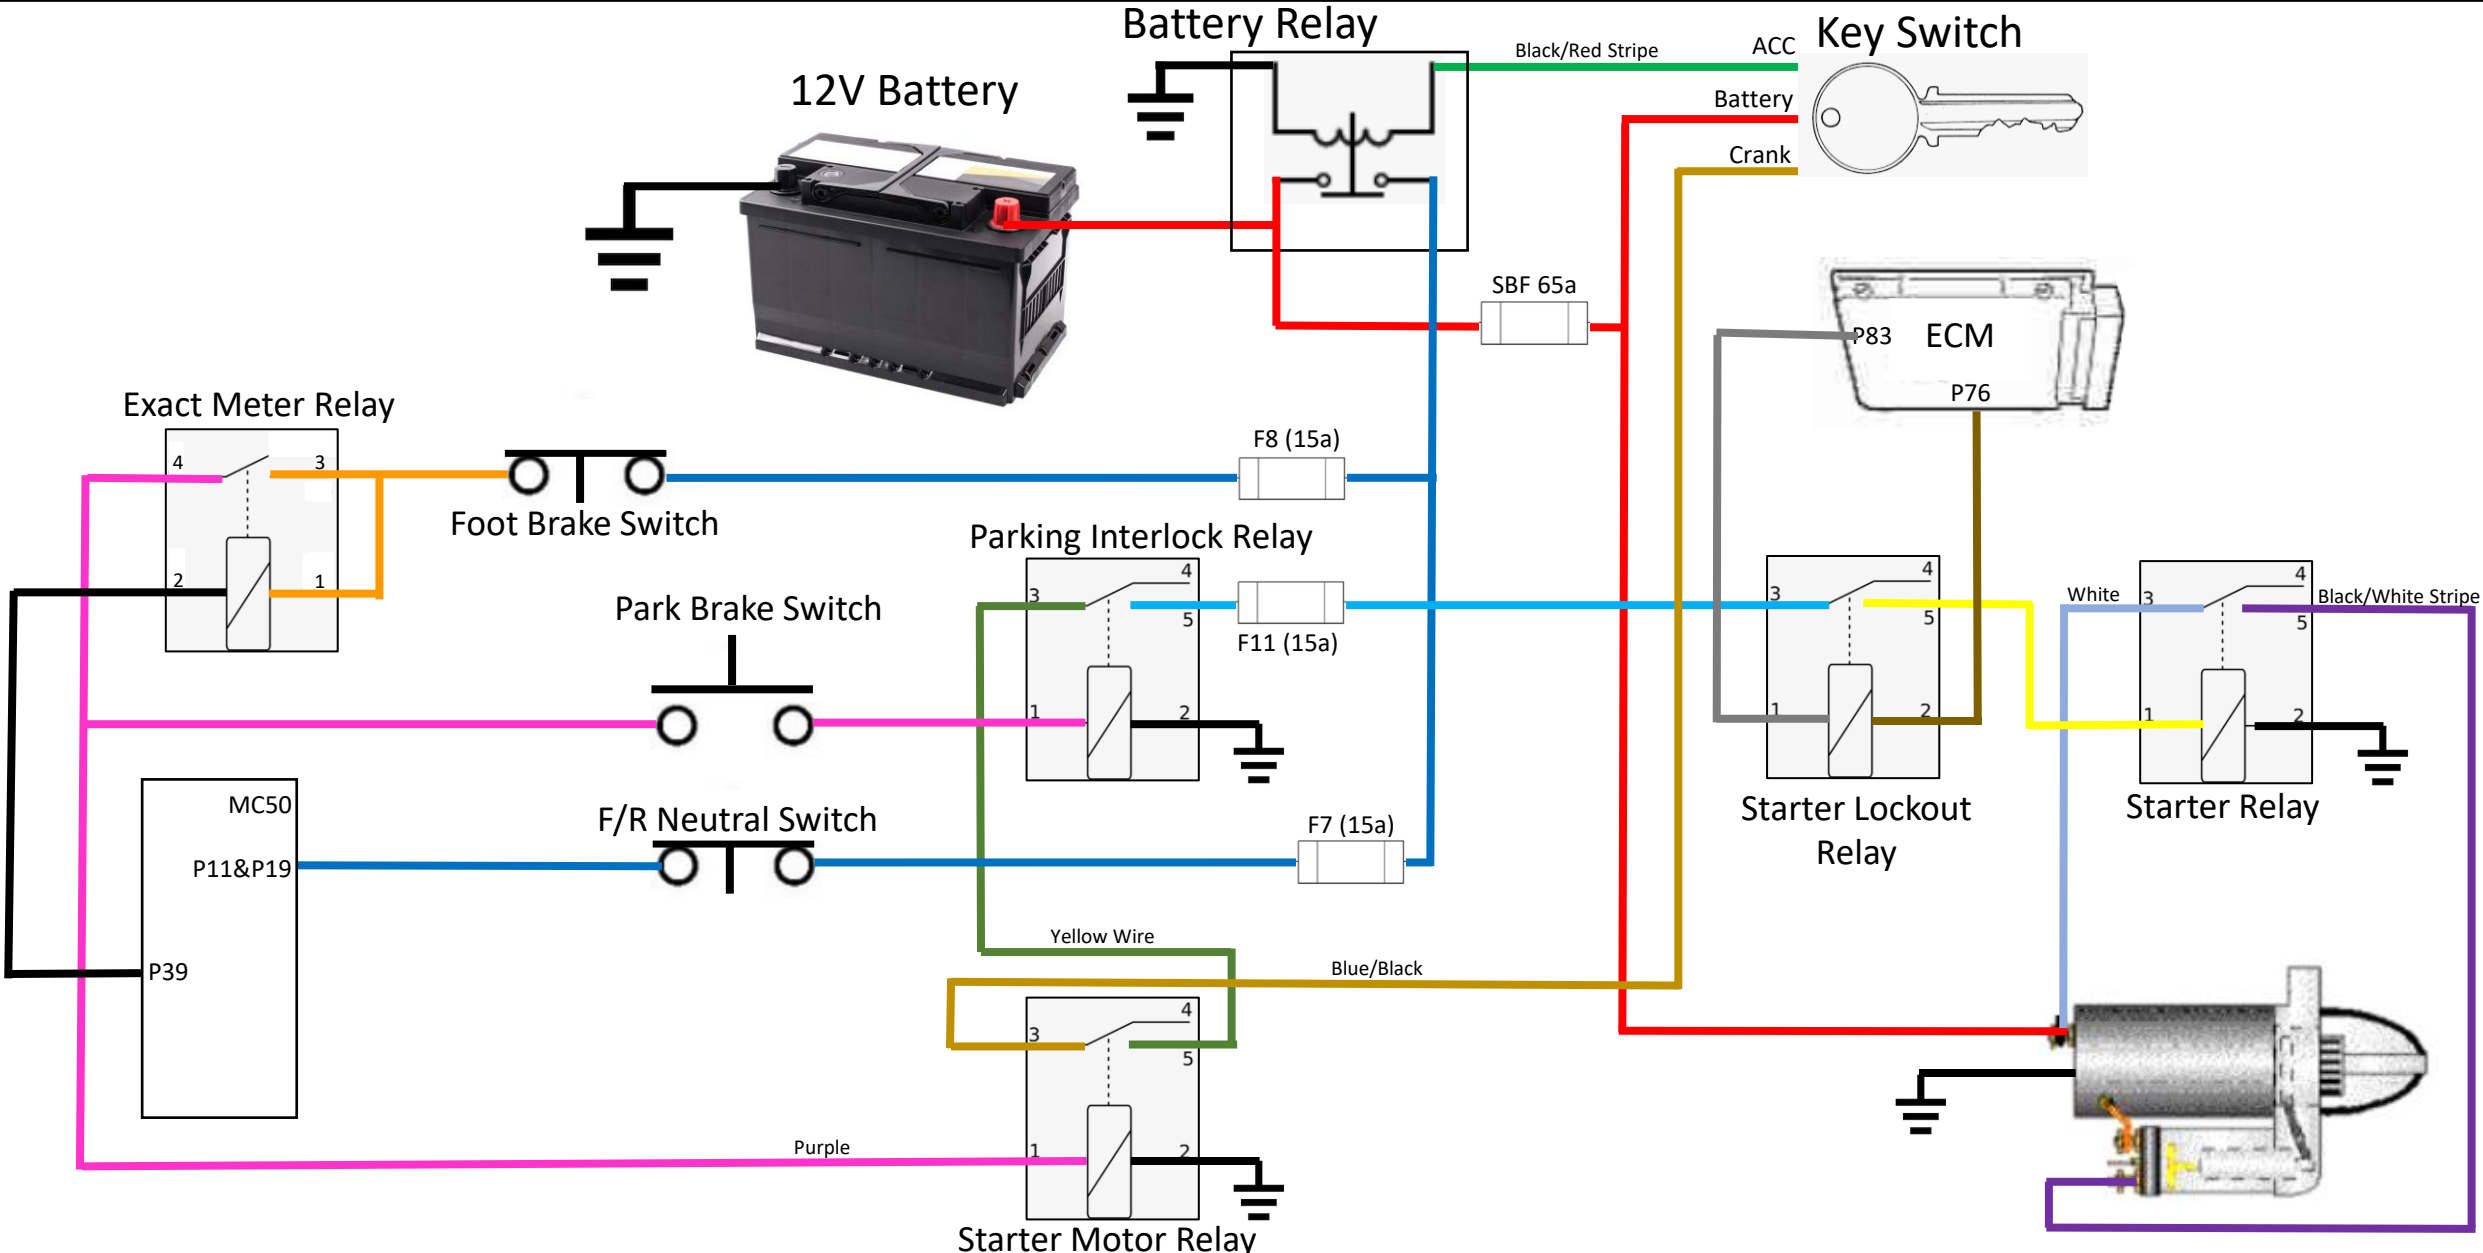 Battery Relay
Key Switch
Black/Red Stripe
ACC
12V Battery
Battery
Crank
SBF 65a
P83
ECM
P76
Exact Meter Relay
4
3
2
1
F8 (15a)
Foot Brake Switch
Parking Interlock Relay
3
4
5
1
2
F11 (15a)
Park Brake Switch
3
4
5
1
2
Starter Lockout
Relay
White
3
4
5
1
2
Black/White Stripe
Starter Relay
MC50
P11&P19
P39
F/R Neutral Switch
F7 (15a)
Yellow Wire
Blue/Black
3
4
5
1
2
Purple
Starter Motor Relay